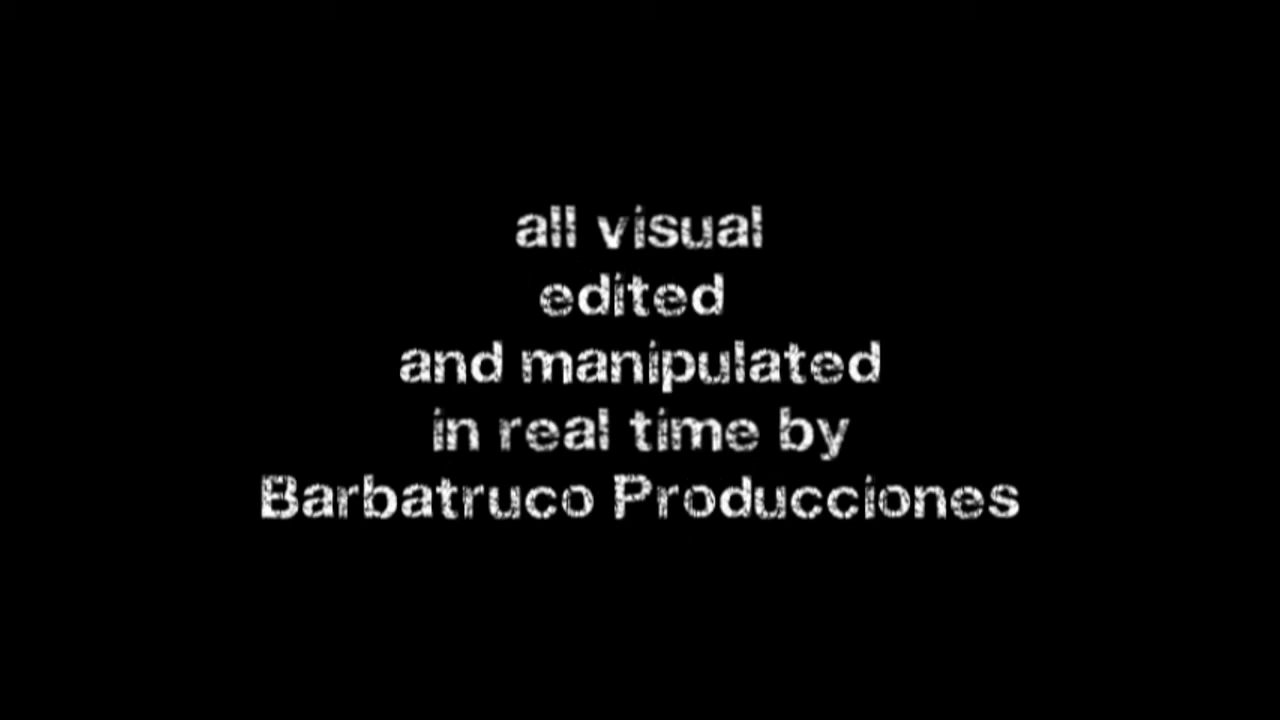 all visual
edited
and manipulated
in real time by
Barbatruco Producciones